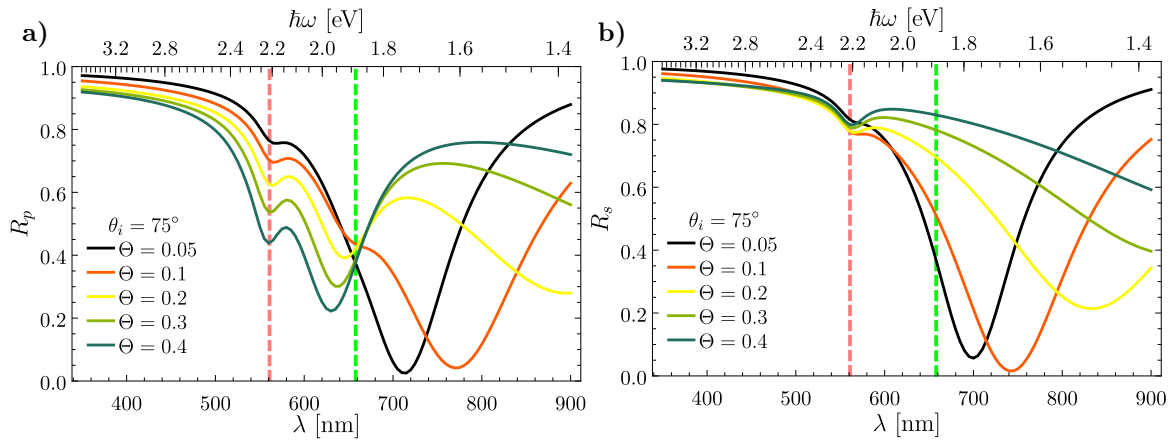 a)
ħω [eV]
3.2 2.8 2.4 2.2 2.0 1.8 1.6 1.4
R_p
1.0
0.8
0.6
0.4
0.2
0.0
θ_i = 75°
Θ = 0.05
Θ = 0.1
Θ = 0.2
Θ = 0.3
Θ = 0.4
400 500 600 700 800 900
λ [nm]
b)
ħω [eV]
3.2 2.8 2.4 2.2 2.0 1.8 1.6 1.4
R_s
1.0
0.8
0.6
0.4
0.2
0.0
θ_i = 75°
Θ = 0.05
Θ = 0.1
Θ = 0.2
Θ = 0.3
Θ = 0.4
400 500 600 700 800 900
λ [nm]